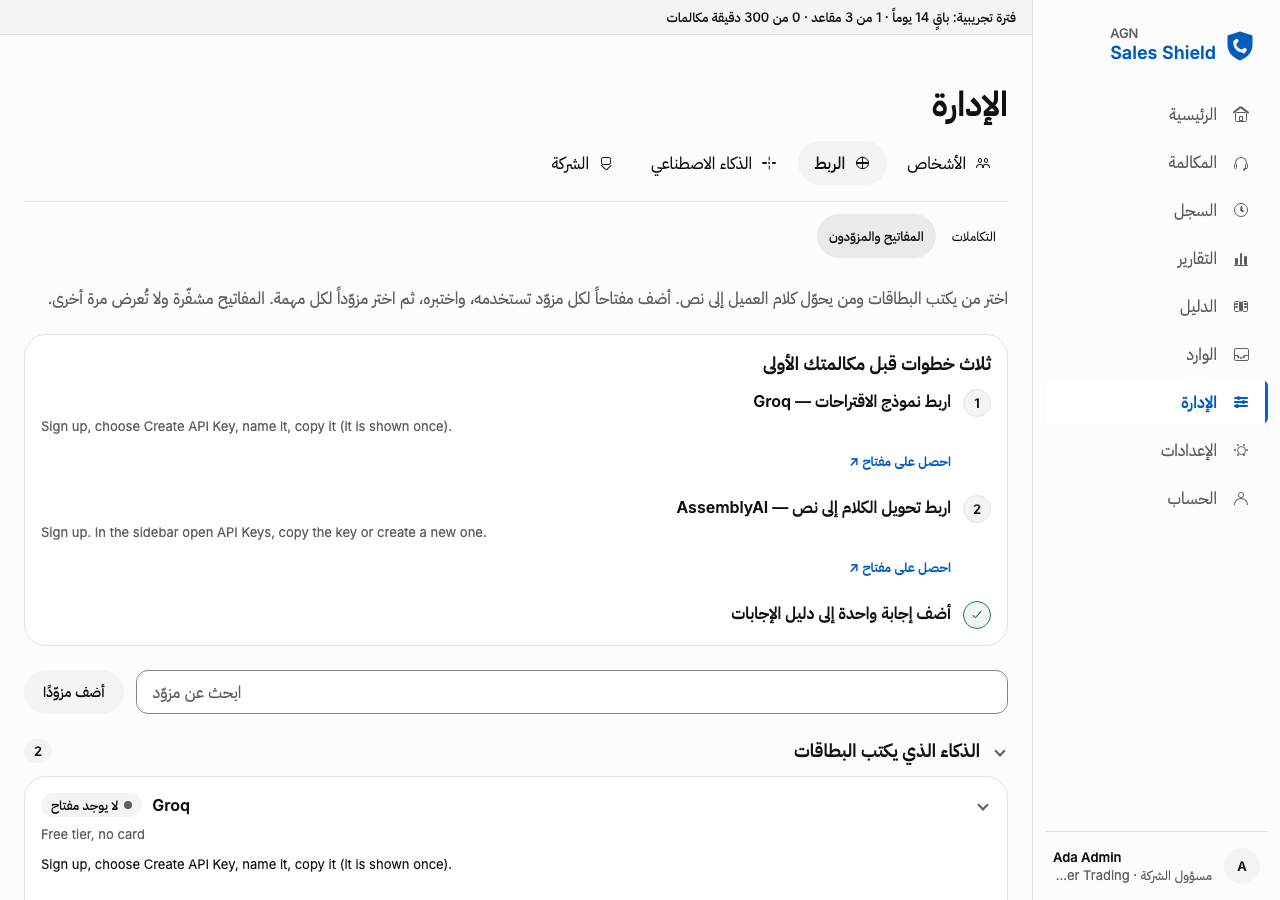 فترة تجريبية: باقٍ 14 يوماً · 1 من 3 مقاعد · 0 من 300 دقيقة مكالمات
AGN
Sales Shield
الرئيسية
المكالمة
السجل
التقارير
الدليل
الوارد
الإدارة
الإعدادات
الحساب
Ada Admin
مسؤول الشركة · er Trading...
A
الإدارة
الأشخاص
الربط
الذكاء الاصطناعي
الشركة
التكاملات
المفاتيح والمزوّدون
اختر من يكتب البطاقات ومن يحوّل كلام العميل إلى نص. أضف مفتاحاً لكل مزوّد تستخدمه، واختبره، ثم اختر مزوّداً لكل مهمة. المفاتيح مشفّرة ولا تُعرض مرة أخرى.
ثلاث خطوات قبل مكالمتك الأولى
1
اربط نموذج الاقتراحات — Groq
Sign up, choose Create API Key, name it, copy it (it is shown once).
احصل على مفتاح ↗
2
اربط تحويل الكلام إلى نص — AssemblyAI
Sign up. In the sidebar open API Keys, copy the key or create a new one.
احصل على مفتاح ↗
أضف إجابة واحدة إلى دليل الإجابات
ابحث عن مزوّد
أضف مزوّدًا
الذكاء الذي يكتب البطاقات
2
Groq
لا يوجد مفتاح
Free tier, no card
Sign up, choose Create API Key, name it, copy it (it is shown once).